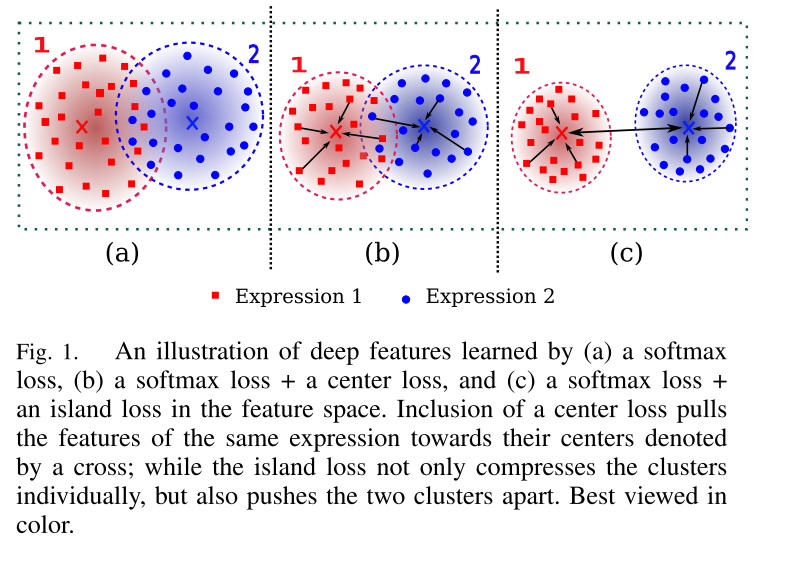 1
2
1
2
1
2
(a)
(b)
(c)
Expression 1
Expression 2
Fig. 1. An illustration of deep features learned by (a) a softmax
loss, (b) a softmax loss + a center loss, and (c) a softmax loss +
an island loss in the feature space. Inclusion of a center loss pulls
the features of the same expression towards their centers denoted
by a cross; while the island loss not only compresses the clusters
individually, but also pushes the two clusters apart. Best viewed in
color.